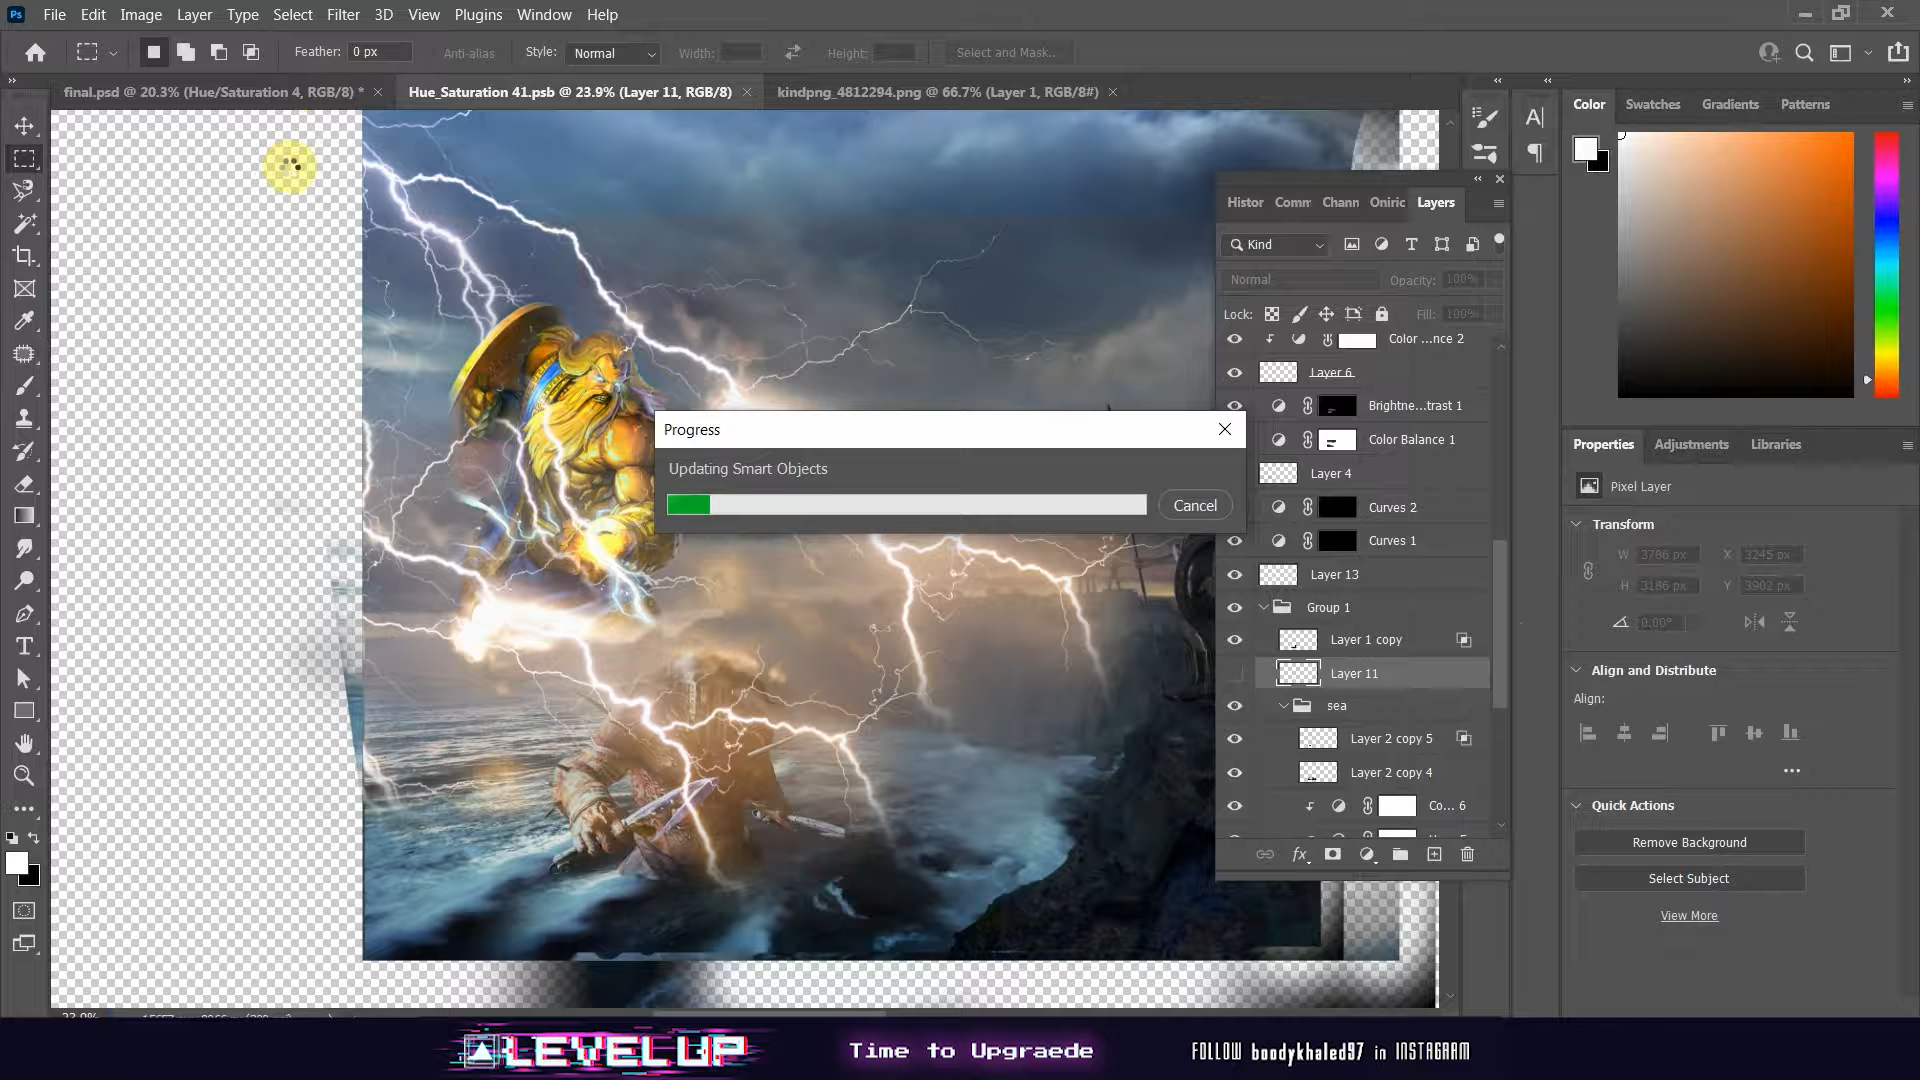 File Edit Image Layer Type Select Filter 3D View Plugins Window Help
Feather: 0 px Anti-alias Style: Normal Width: Height: Select and Mask...
final.psd @ 20.3% (Hue/Saturation 4, RGB/8) * Hue_Saturation 41.psb @ 23.9% (Layer 11, RGB/8) kindpng_4812294.png @ 66.7% (Layer 1, RGB/8#)
Color Swatches Gradients Patterns
Histor Comm Chann Oniric Layers
Kind
Normal Opacity: 100%
Lock: Fill: 100%
Color ...nce 2
Layer 6
Brightne...trast 1
Color Balance 1
Layer 4
Curves 2
Curves 1
Layer 13
Group 1
Layer 1 copy
Layer 11
sea
Layer 2 copy 5
Layer 2 copy 4
Co... 6
Progress
Updating Smart Objects
Cancel
Properties Adjustments Libraries
Pixel Layer
Transform
W 3786 px X 3245 px
H 3186 px Y 3902 px
0.00°
Align and Distribute
Align:
Quick Actions
Remove Background
Select Subject
View More
LEVEL UP
Time to Upgraede
FOLLOW boodykhaled97 in INSTAGRAM